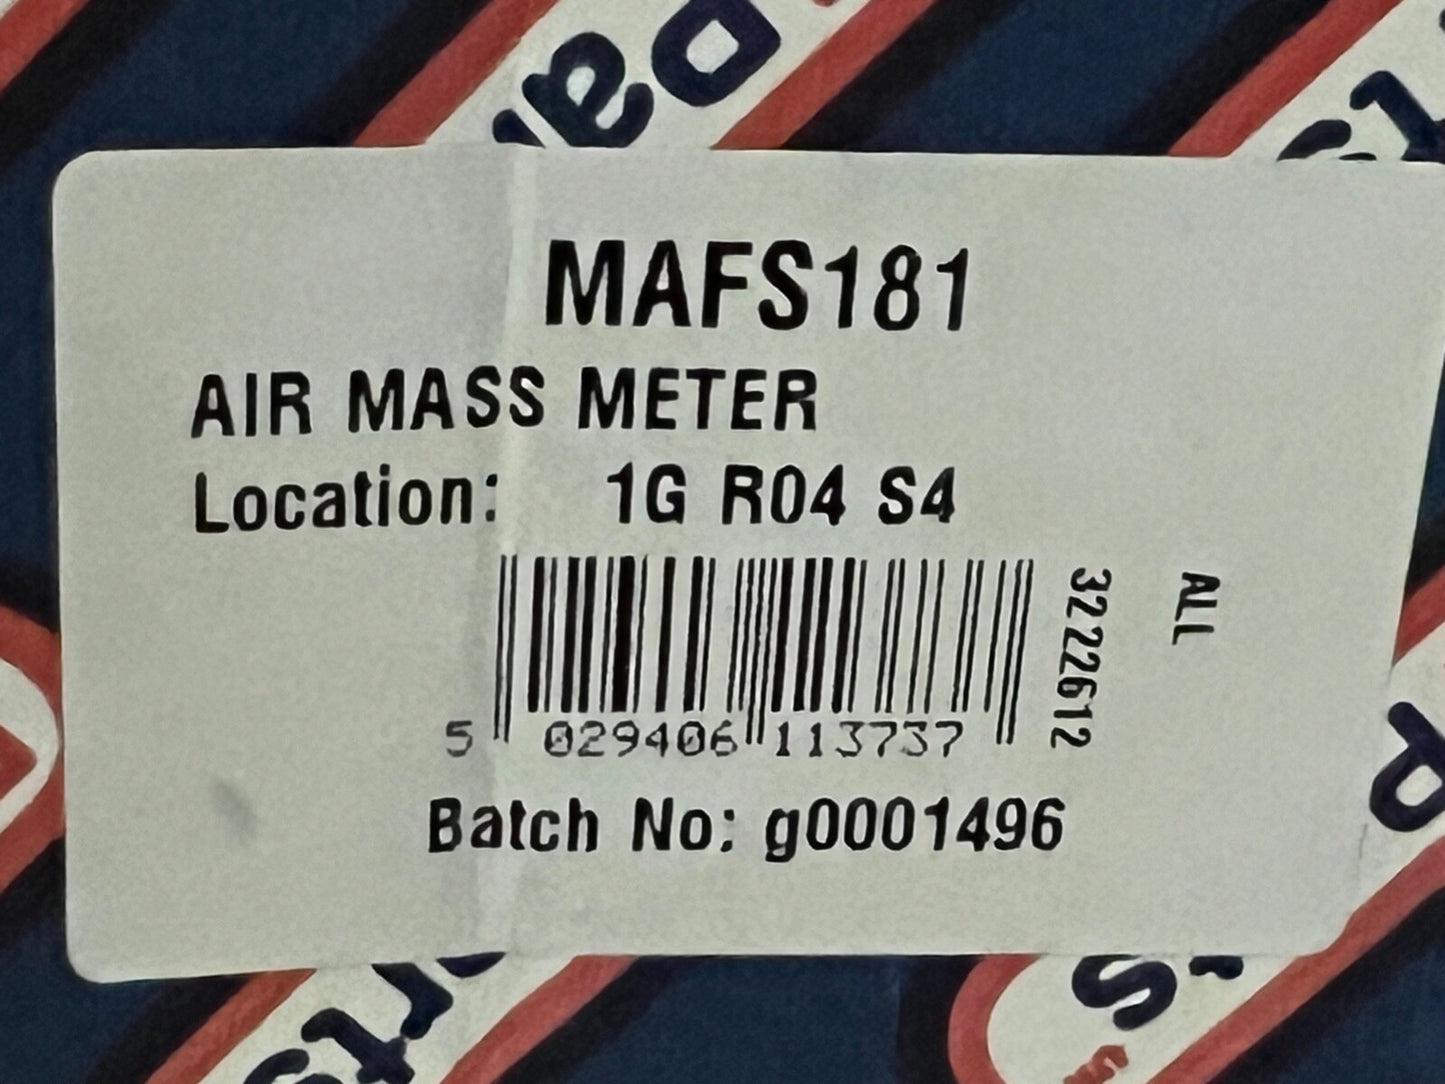 MAFS181
AIR MASS METER
Location: 1G R04 S4
5 029406 113737
3222612
ALL
Batch No: g0001496